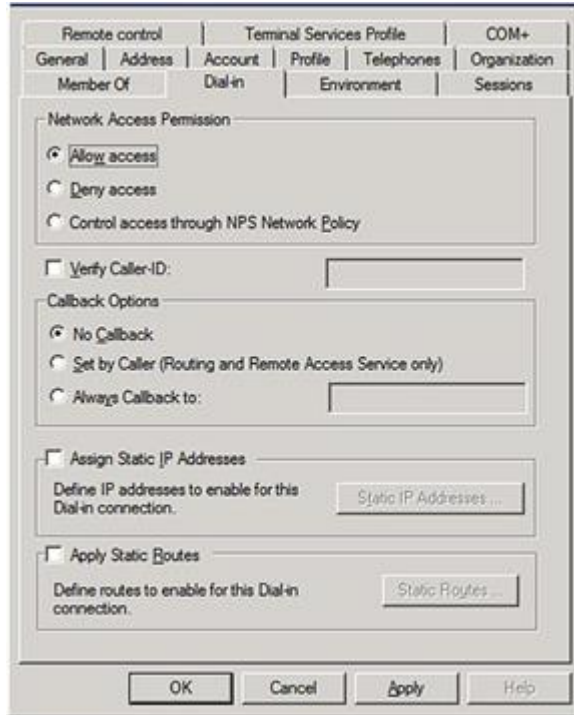 Remote control Terminal Services Profile COM+
General Address Account Profile Telephones Organization
Member Of Dial-in Environment Sessions
Network Access Permission
Allow access
Deny access
Control access through NPS Network Policy
Verify Caller-ID:
Callback Options
No Callback
Set by Caller (Routing and Remote Access Service only)
Always Callback to:
Assign Static IP Addresses
Define IP addresses to enable for this
Dial-in connection.
Static IP Addresses ...
Apply Static Routes
Define routes to enable for this Dial-in
connection.
Static Routes ...
OK Cancel Apply Help